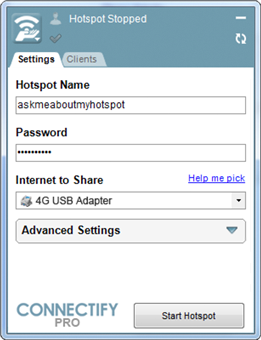 Hotspot Stopped
Settings Clients
Hotspot Name
askmeaboutmyhotspot
Password
••••••••••
Internet to Share Help me pick
4G USB Adapter
Advanced Settings
CONNECTIFY
PRO
Start Hotspot